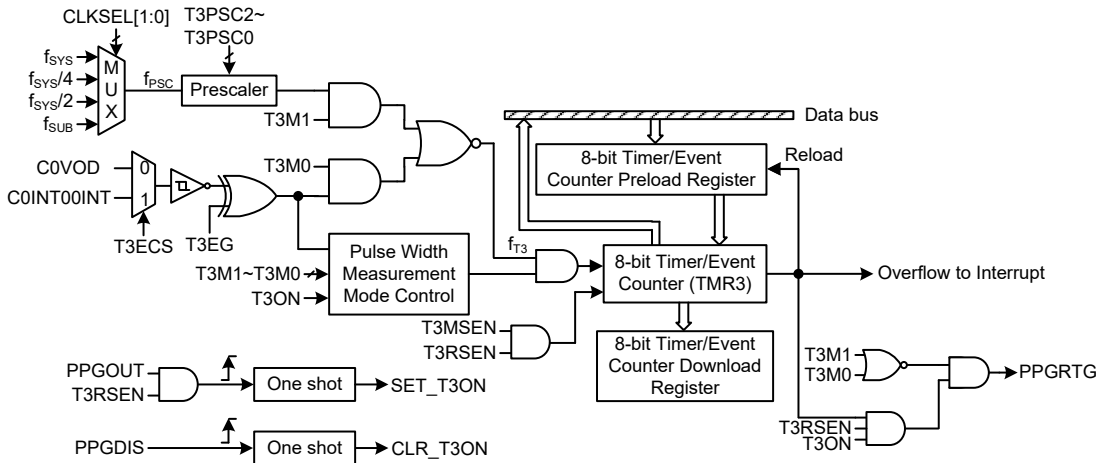 CLKSEL[1:0]
T3PSC2~
T3PSC0
fSYS
fSYS/4
fSYS/2
fSUB
M
U
X
fPSC
Prescaler
T3M1
T3M0
C0VOD
C0INT00INT
0
1
T3ECS
T3EG
T3M1~T3M0
T3ON
Pulse Width
Measurement
Mode Control
fT3
Data bus
8-bit Timer/Event
Counter Preload Register
Reload
8-bit Timer/Event
Counter (TMR3)
Overflow to Interrupt
T3MSEN
T3RSEN
8-bit Timer/Event
Counter Download
Register
PPGOUT
T3RSEN
One shot
SET_T3ON
PPGDIS
One shot
CLR_T3ON
T3M1
T3M0
T3RSEN
T3ON
PPGRTG